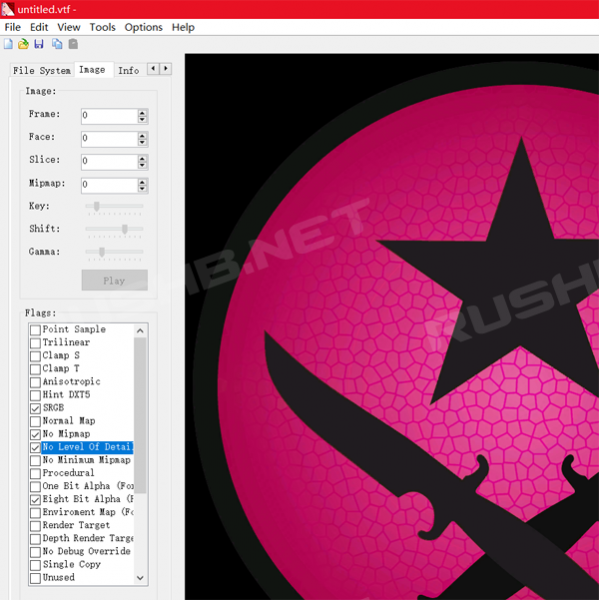 untitled.vtf -
File Edit View Tools Options Help
File System Image Info
Image:
Frame: 0
Face: 0
Slice: 0
Mipmap: 0
Key:
Shift:
Gamma:
Play
Flags:
Point Sample
Trilinear
Clamp S
Clamp T
Anisotropic
Hint DXT5
SRGB
Normal Map
No Mipmap
No Level Of Detai
No Minimum Mipmap
Procedural
One Bit Alpha (For
Eight Bit Alpha (F
Enviroment Map (Fo
Render Target
Depth Render Targe
No Debug Override
Single Copy
Unused
RUSHB.NET
RUSHB